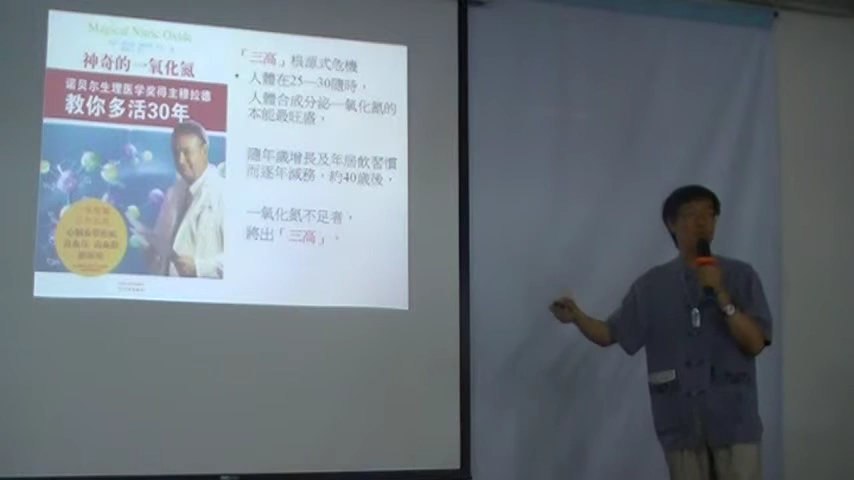 Magical Nitric Oxide
神奇的一氧化氮
诺贝尔生理医学奖得主穆拉德
教你多活30年
「三高」根源式危機
• 人體在25—30歲時，
人體合成分泌一氧化氮的
本能最旺盛，
隨年歲增長及年居飲習慣
而逐年減務，約40歲後，
一氧化氮不足者，
將出「三高」。